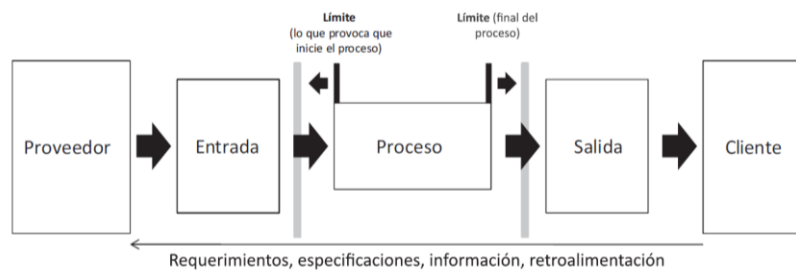 Límite
(lo que provoca que
inicie el proceso)
Límite (final del
proceso)
Proveedor
Entrada
Proceso
Salida
Cliente
Requerimientos, especificaciones, información, retroalimentación